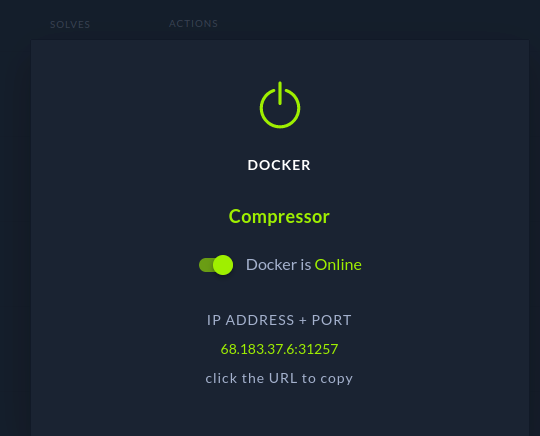 SOLVES ACTIONS
DOCKER
Compressor
Docker is Online
IP ADDRESS + PORT
68.183.37.6:31257
click the URL to copy